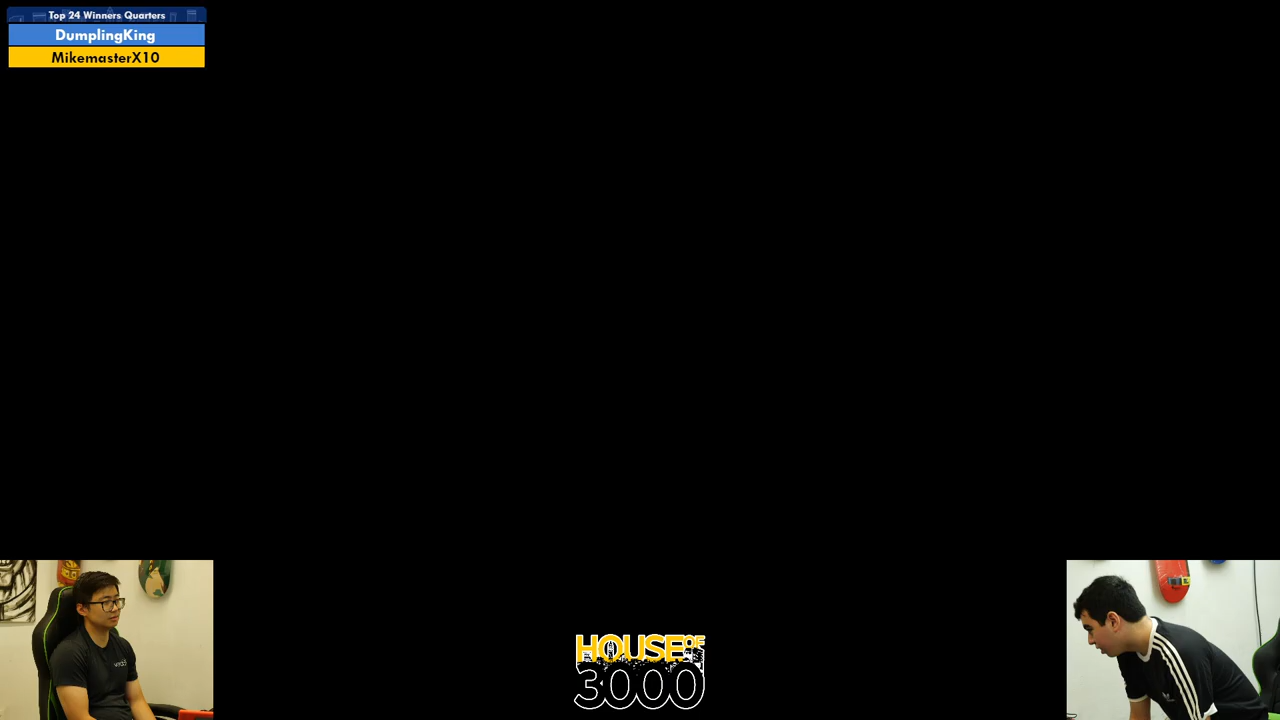 Top 24 Winners Quarters
DumplingKing
MikemasterX10
HOUSE OF
3000